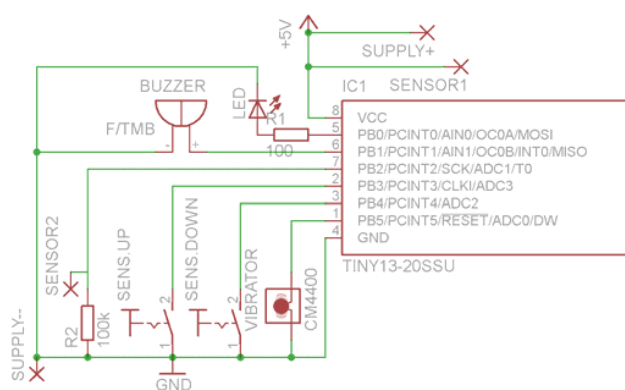 +5V
SUPPLY+
SENSOR1
IC1
BUZZER
F/TMB
- +
LED
R1
100
8 VCC
5 PB0/PCINT0/AIN0/OC0A/MOSI
6 PB1/PCINT1/AIN1/OC0B/INT0/MISO
7 PB2/PCINT2/SCK/ADC1/T0
2 PB3/PCINT3/CLKI/ADC3
3 PB4/PCINT4/ADC2
1 PB5/PCINT5/RESET/ADC0/DW
4 GND
TINY13-20SSU
SENSOR2
R2
100k
SENS.UP
2
1
SENS.DOWN
2
1
VIBRATOR
CM4400
SUPPLY--
GND